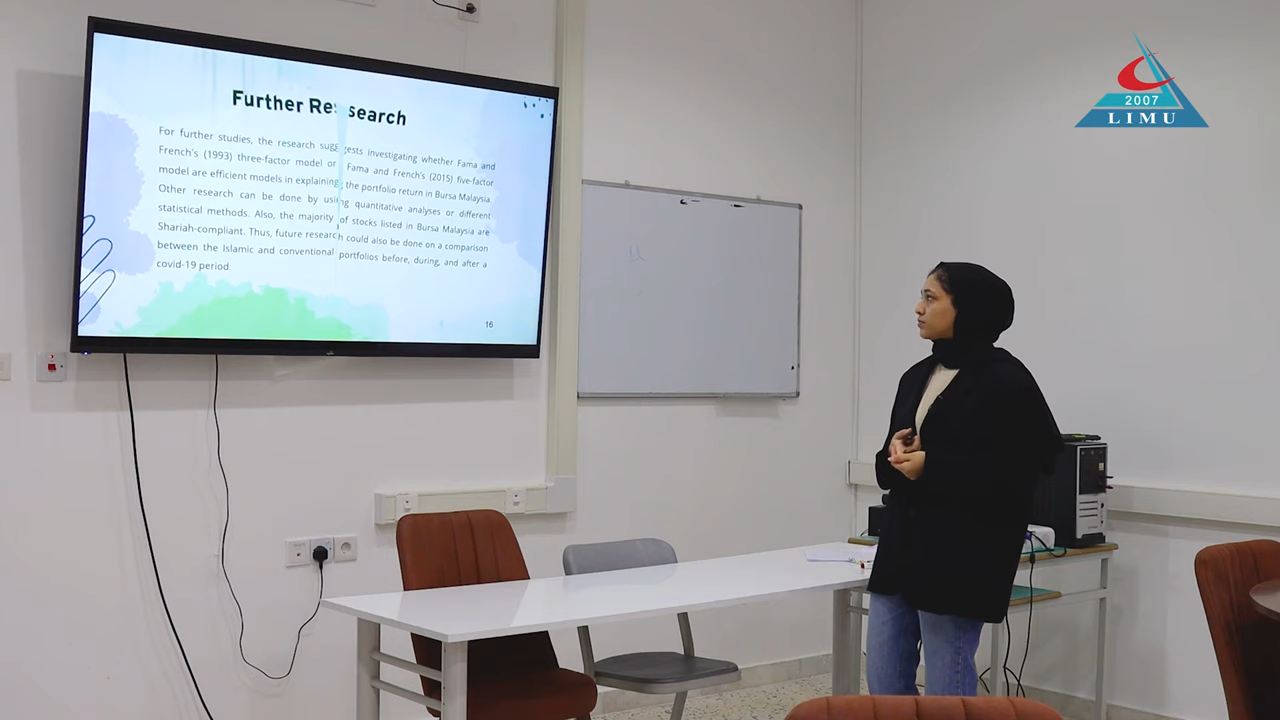 Further Research
For further studies, the research suggests investigating whether Fama and
French's (1993) three-factor model or Fama and French's (2015) five-factor
model are efficient models in explaining the portfolio return in Bursa Malaysia
Other research can be done by using quantitative analyses or different
statistical methods. Also, the majority of stocks listed in Bursa Malaysia are
Shariah-compliant. Thus, future research could also be done on a comparison
between the Islamic and conventional portfolios before, during, and after a
covid-19 period.
16
2007
LIMU